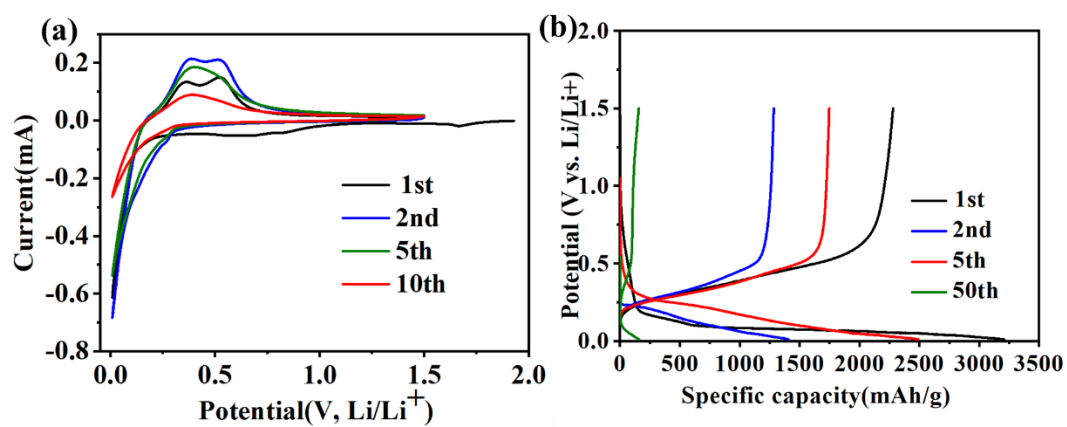 (a)
0.2
0.0
-0.2
-0.4
-0.6
-0.8
Current(mA)
1st
2nd
5th
10th
0.0 0.5 1.0 1.5 2.0
Potential(V, Li/Li+)
(b)
2.0
1.5
1.0
0.5
0.0
Potential (V vs. Li/Li+)
1st
2nd
5th
50th
0 500 1000 1500 2000 2500 3000 3500
Specific capacity(mAh/g)